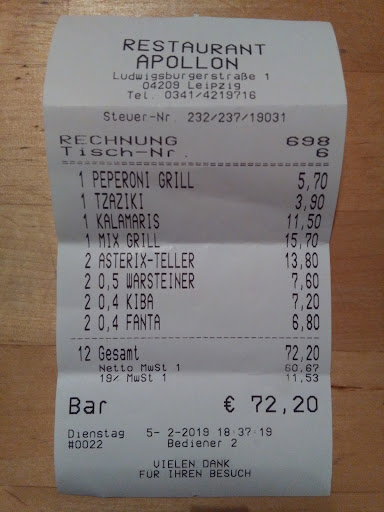 RESTAURANT
APOLLON
Ludwigsburgerstraße 1
04209 Leipzig
Tel. 0341/4219716
Steuer-Nr. 232/237/19031
RECHNUNG 698
Tisch-Nr. 6
1 PEPERONI GRILL 5,70
1 TZAZIKI 3,90
1 KALAMARIS 11,50
1 MIX GRILL 15,70
2 ASTERIX-TELLER 13,80
2 0,5 WARSTEINER 7,60
2 0,4 KIBA 7,20
2 0,4 FANTA 6,80
12 Gesamt 72,20
Netto MwSt 1 60,67
19% MwSt 1 11,53
Bar € 72,20
Dienstag 5- 2-2019 18:37:19
#0022 Bediener 2
VIELEN DANK
FÜR IHREN BESUCH